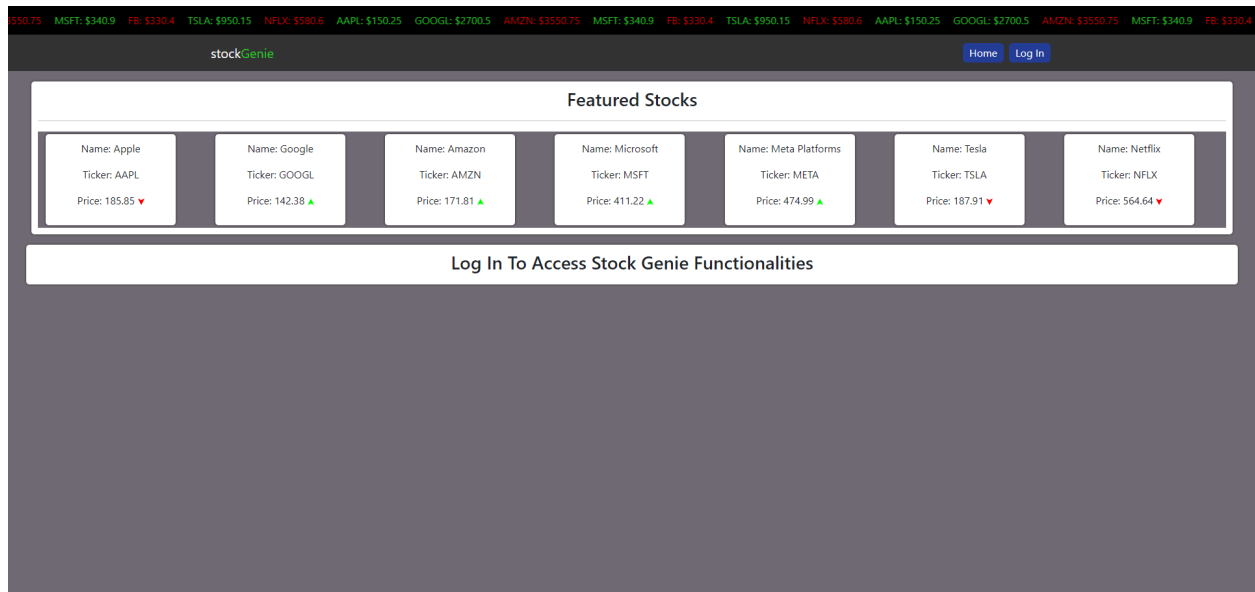 3550.75 MSFT: $340.9 FB: $330.4 TSLA: $950.15 NFLX: $580.6 AAPL: $150.25 GOOGL: $2700.5 AMZN: $3550.75 MSFT: $340.9 FB: $330.4 TSLA: $950.15 NFLX: $580.6 AAPL: $150.25 GOOGL: $2700.5 AMZN: $3550.75 MSFT: $340.9 FB: $330.4
stockGenie Home Log In
Featured Stocks
Name: Apple Name: Google Name: Amazon Name: Microsoft Name: Meta Platforms Name: Tesla Name: Netflix
Ticker: AAPL Ticker: GOOGL Ticker: AMZN Ticker: MSFT Ticker: META Ticker: TSLA Ticker: NFLX
Price: 185.85 Price: 142.38 Price: 171.81 Price: 411.22 Price: 474.99 Price: 187.91 Price: 564.64
Log In To Access Stock Genie Functionalities